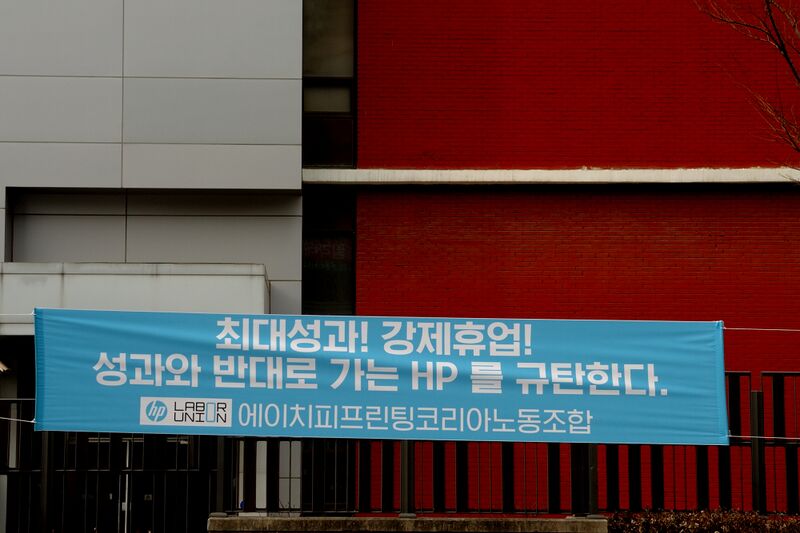 최대성과! 강제휴업!
성과와 반대로 가는 HP 를 규탄한다.
hp LABOR UNION 에이치피프린팅코리아노동조합